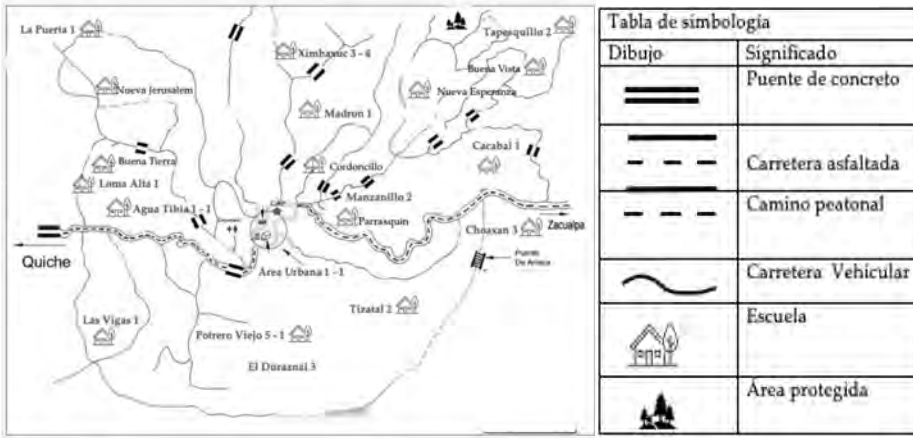 La Puerta 1
Ximbaxuc 3 - 4
Tapesquillo 2
Nueva Jerusalem
Buena Vista
Nueva Esperanza
Madron 1
Buena Tierra
Cordoncillo
Cacabal 1
Loma Alta 1
Agua Tibia 1 - 1
Manzanillo 2
Parrasquin
Zacualpa
Choaxan 3
Quiche
Puente
De Amaca
Área Urbana 1 -1
Las Vigas 1
Tizatal 2
Potrero Viejo 5 - 1
El Duraznal 3
Tabla de simbología
Dibujo Significado
Puente de concreto
Carretera asfaltada
Camino peatonal
Carretera Vehicular
Escuela
Área protegida